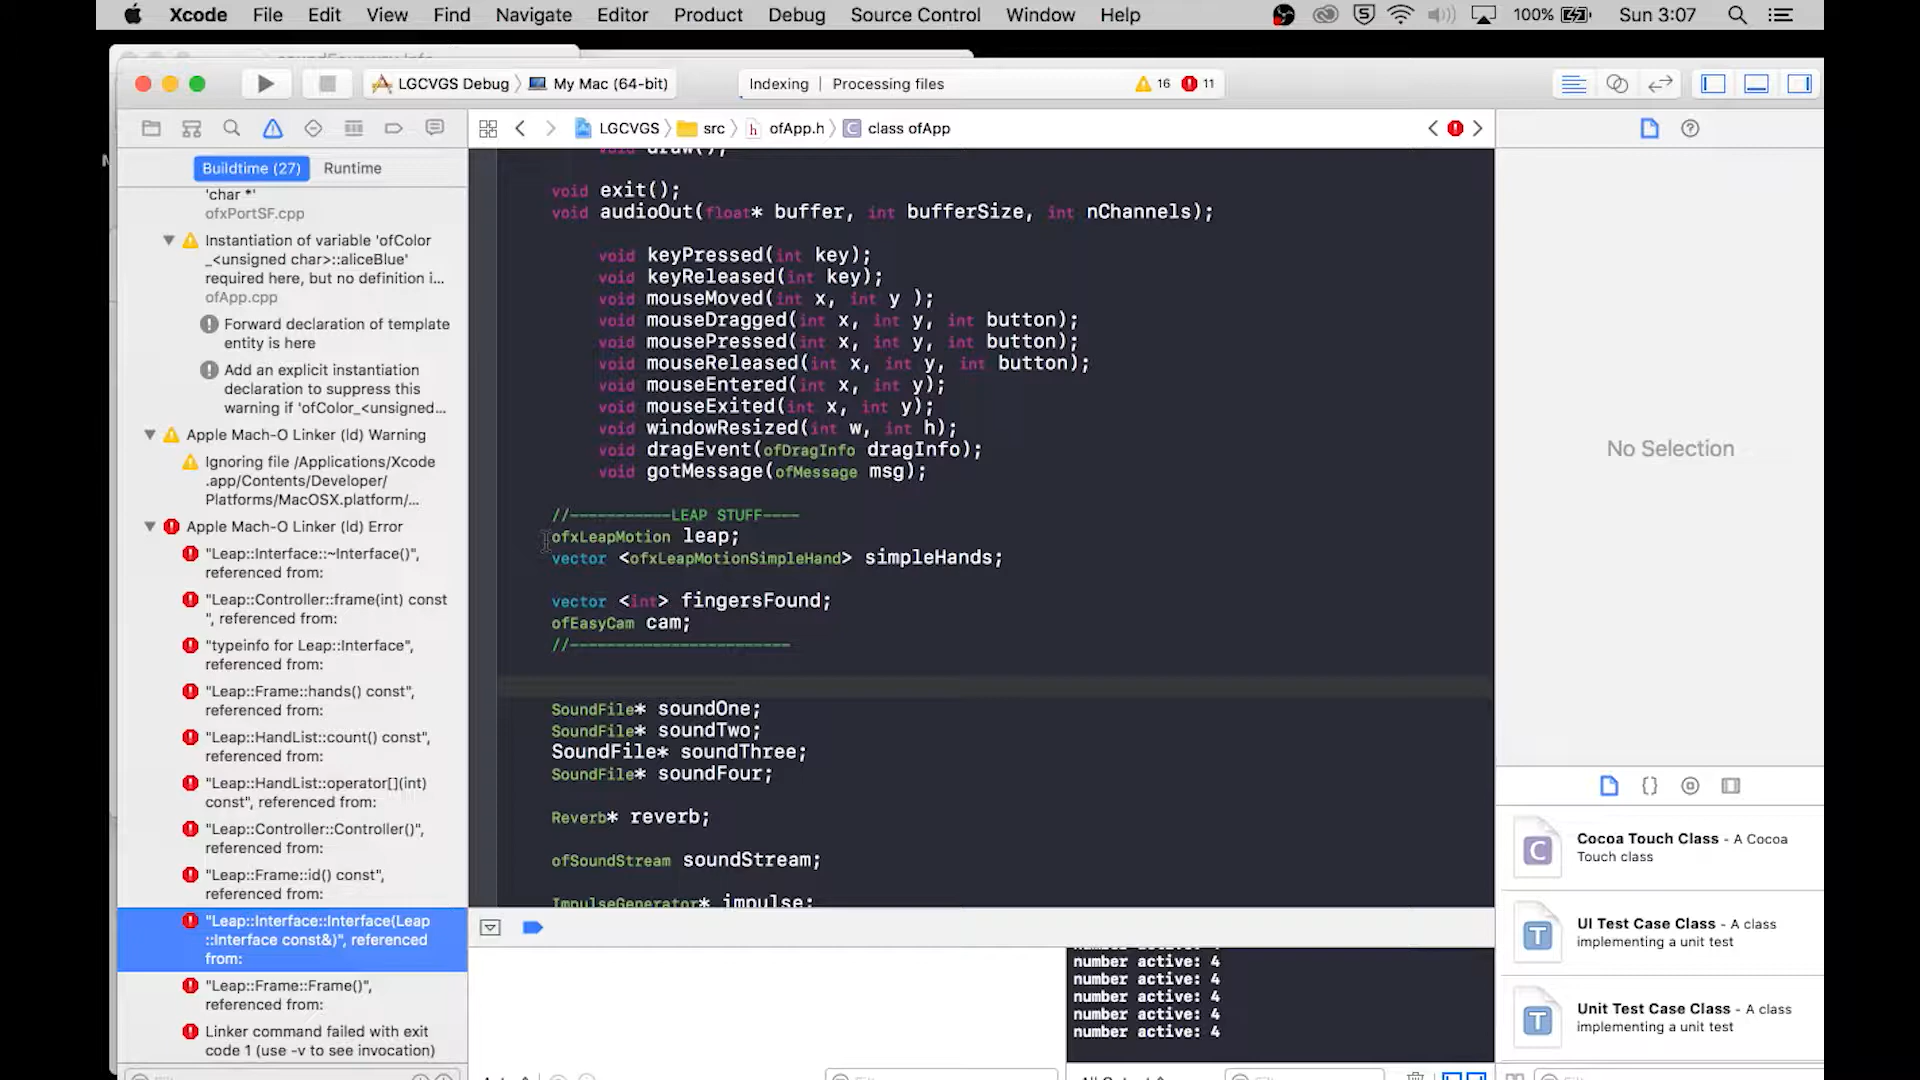 Xcode File Edit View Find Navigate Editor Product Debug Source Control Window Help 100% Sun 3:07
LGCVGS Debug My Mac (64-bit) Indexing | Processing files 16 11
LGCVGS src h ofApp.h C class ofApp
Buildtime (27) Runtime
'char *'
ofxPortSF.cpp
Instantiation of variable 'ofColor
_<unsigned char>::aliceBlue'
required here, but no definition i...
ofApp.cpp
Forward declaration of template
entity is here
Add an explicit instantiation
declaration to suppress this
warning if 'ofColor_<unsigned...
Apple Mach-O Linker (ld) Warning
Ignoring file /Applications/Xcode
.app/Contents/Developer/
Platforms/MacOSX.platform/...
Apple Mach-O Linker (ld) Error
"Leap::Interface::~Interface()",
referenced from:
"Leap::Controller::frame(int) const
", referenced from:
"typeinfo for Leap::Interface",
referenced from:
"Leap::Frame::hands() const",
referenced from:
"Leap::HandList::count() const",
referenced from:
"Leap::HandList::operator[](int)
const", referenced from:
"Leap::Controller::Controller()",
referenced from:
"Leap::Frame::id() const",
referenced from:
"Leap::Interface::Interface(Leap
::Interface const&)", referenced
from:
"Leap::Frame::Frame()",
referenced from:
Linker command failed with exit
code 1 (use -v to see invocation)
void draw();
void exit();
void audioOut(float* buffer, int bufferSize, int nChannels);
void keyPressed(int key);
void keyReleased(int key);
void mouseMoved(int x, int y );
void mouseDragged(int x, int y, int button);
void mousePressed(int x, int y, int button);
void mouseReleased(int x, int y, int button);
void mouseEntered(int x, int y);
void mouseExited(int x, int y);
void windowResized(int w, int h);
void dragEvent(ofDragInfo dragInfo);
void gotMessage(ofMessage msg);
//-----------LEAP STUFF----
ofxLeapMotion leap;
vector <ofxLeapMotionSimpleHand> simpleHands;
vector <int> fingersFound;
ofEasyCam cam;
//------------------------
SoundFile* soundOne;
SoundFile* soundTwo;
SoundFile* soundThree;
SoundFile* soundFour;
Reverb* reverb;
ofSoundStream soundStream;
ImpulseGenerator* impulse;
number active: 4
number active: 4
number active: 4
number active: 4
number active: 4
No Selection
C Cocoa Touch Class - A Cocoa
Touch class
T UI Test Case Class - A class
implementing a unit test
T Unit Test Case Class - A class
implementing a unit test